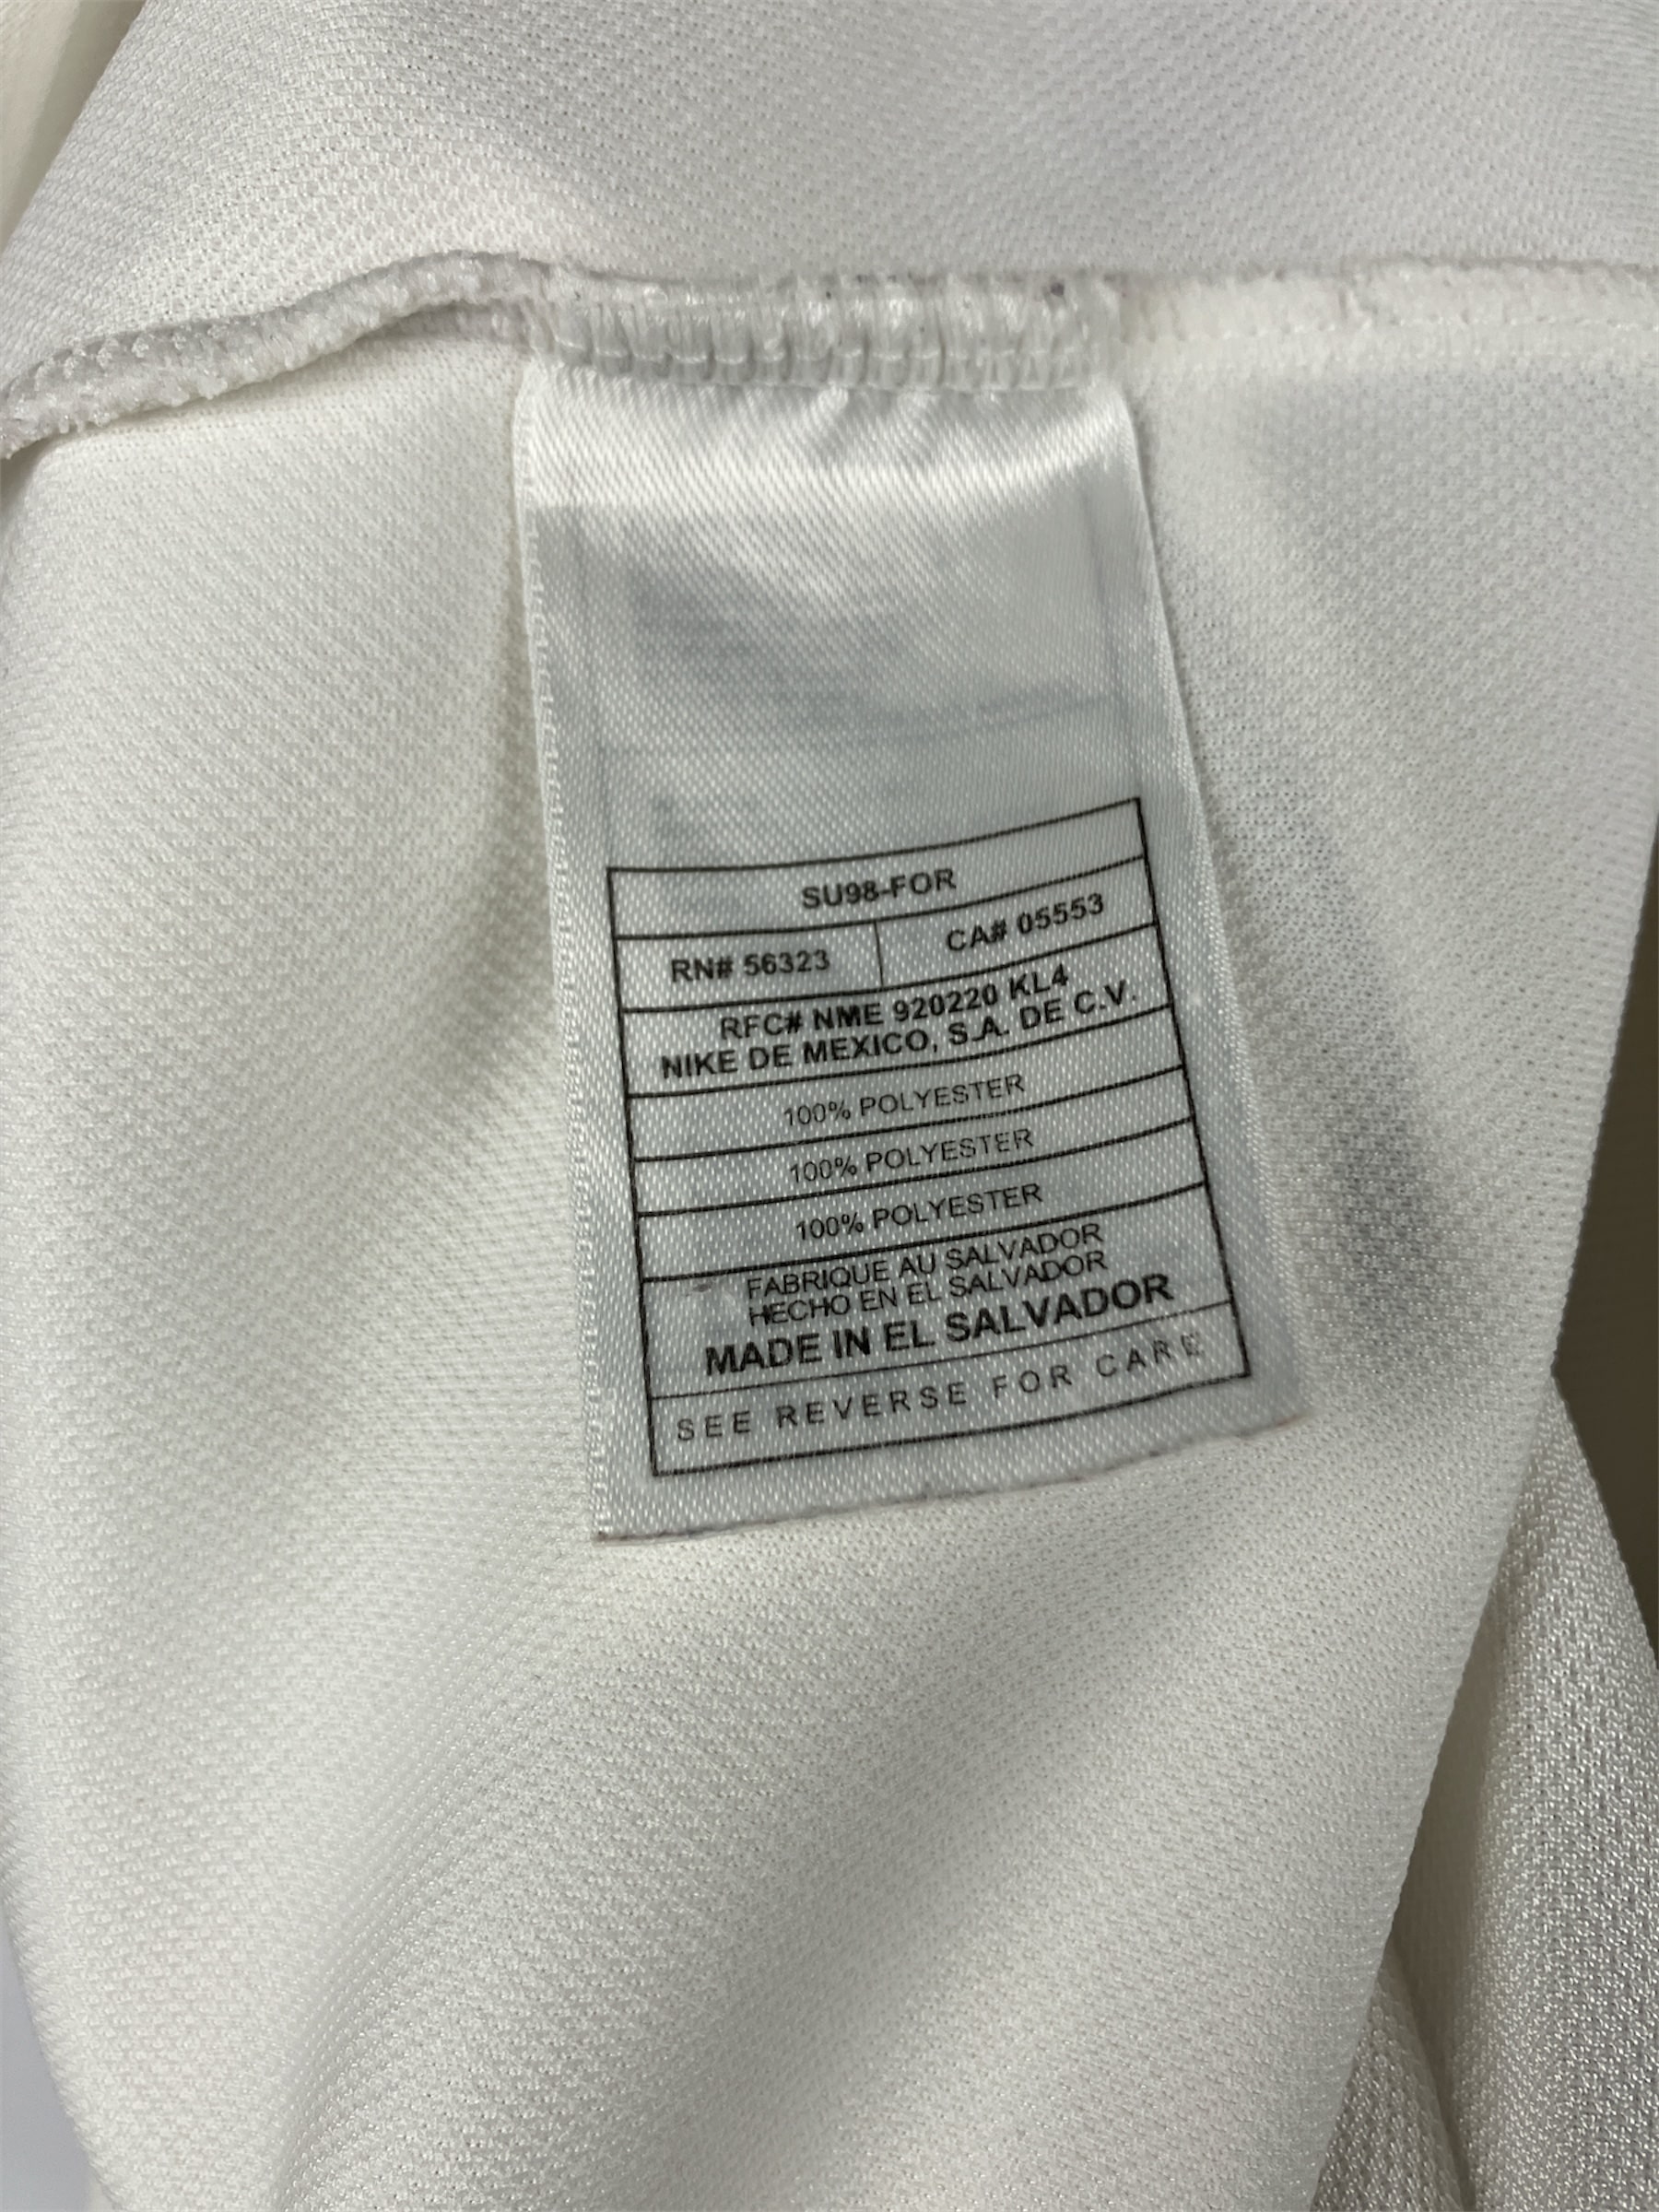 SU98-FOR
RN# 56323 CA# 05553
RFC# NME 920220 KL4
NIKE DE MEXICO, S.A. DE C.V.
100% POLYESTER
100% POLYESTER
100% POLYESTER
FABRIQUE AU SALVADOR
HECHO EN EL SALVADOR
MADE IN EL SALVADOR
SEE REVERSE FOR CARE